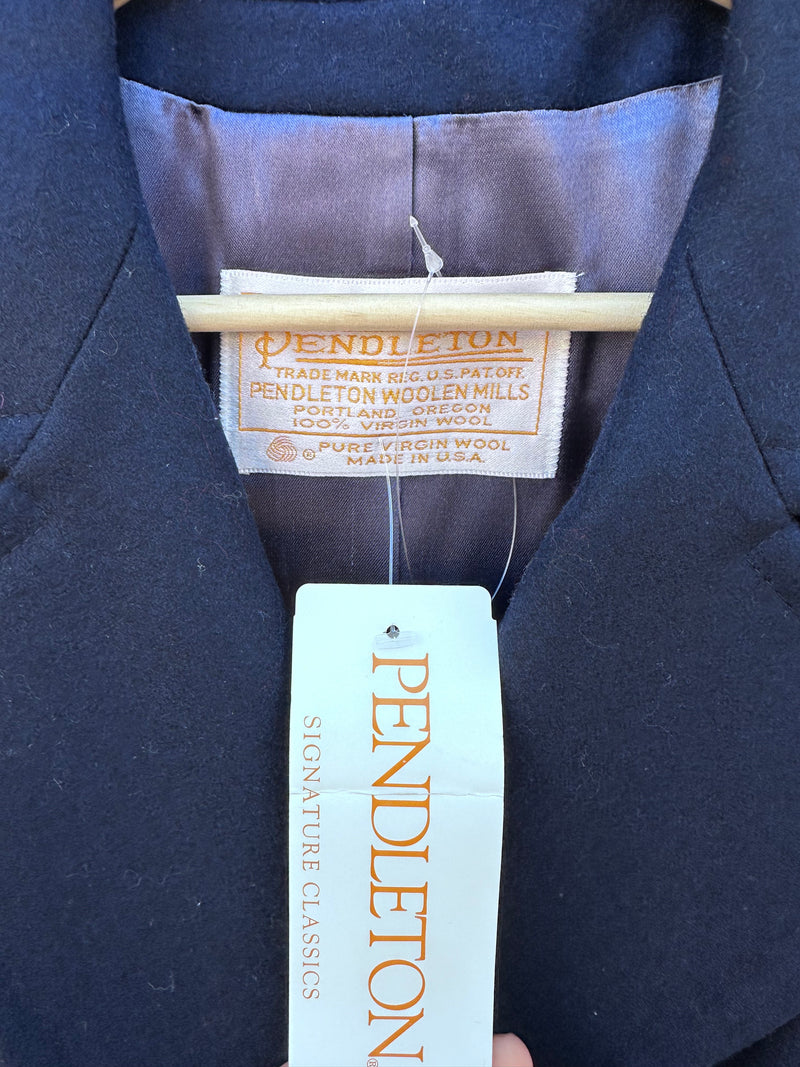 PENDLETON
TRADE MARK REG. U.S. PAT. OFF.
PENDLETON WOOLEN MILLS
PORTLAND, OREGON
100% VIRGIN WOOL
® PURE VIRGIN WOOL
MADE IN U.S.A.
PENDLETON®
SIGNATURE CLASSICS